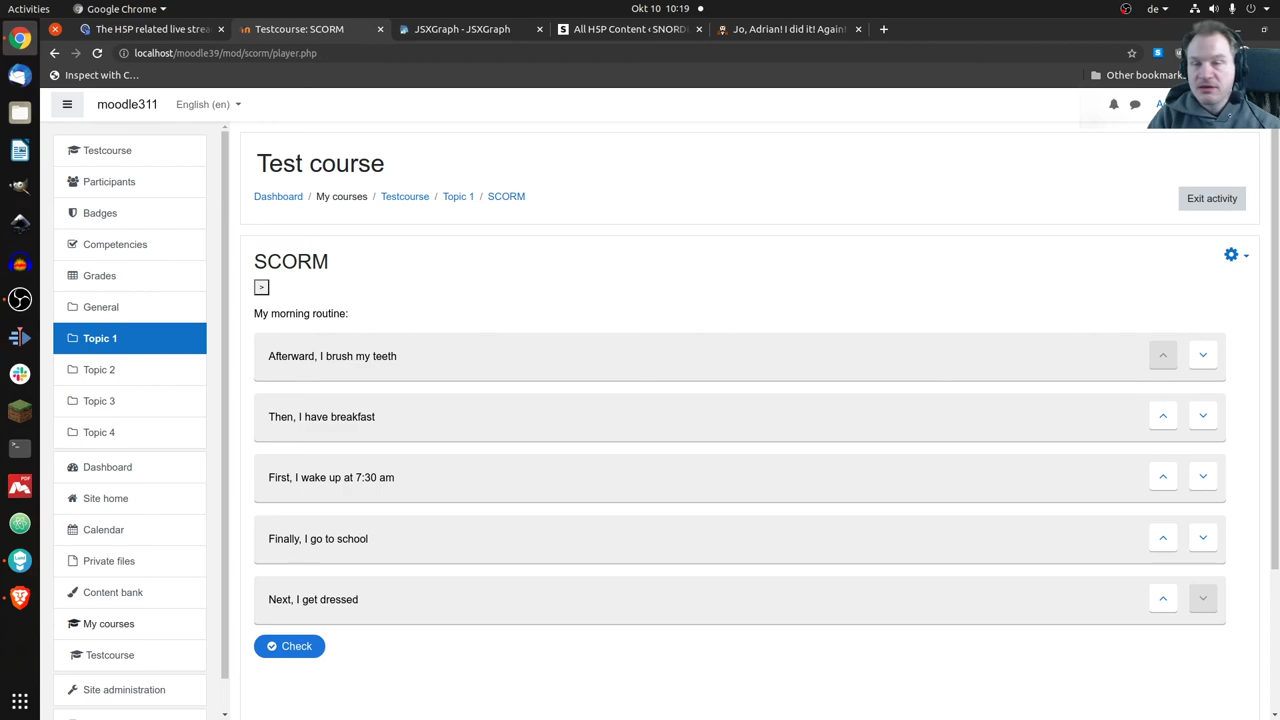 Activities
Google Chrome
Okt 10 10:19
de
The H5P related live strea
Testcourse: SCORM
JSXGraph - JSXGraph
All H5P Content ‹ SNORD
Jo, Adrian! I did it! Again!
localhost/moodle39/mod/scorm/player.php
Inspect with C…
Other bookmark
moodle311
English (en)
Testcourse
Participants
Badges
Competencies
Grades
General
Topic 1
Topic 2
Topic 3
Topic 4
Dashboard
Site home
Calendar
Private files
Content bank
My courses
Testcourse
Site administration
Test course
Dashboard / My courses / Testcourse / Topic 1 / SCORM
Exit activity
SCORM
>
My morning routine:
Afterward, I brush my teeth
Then, I have breakfast
First, I wake up at 7:30 am
Finally, I go to school
Next, I get dressed
Check